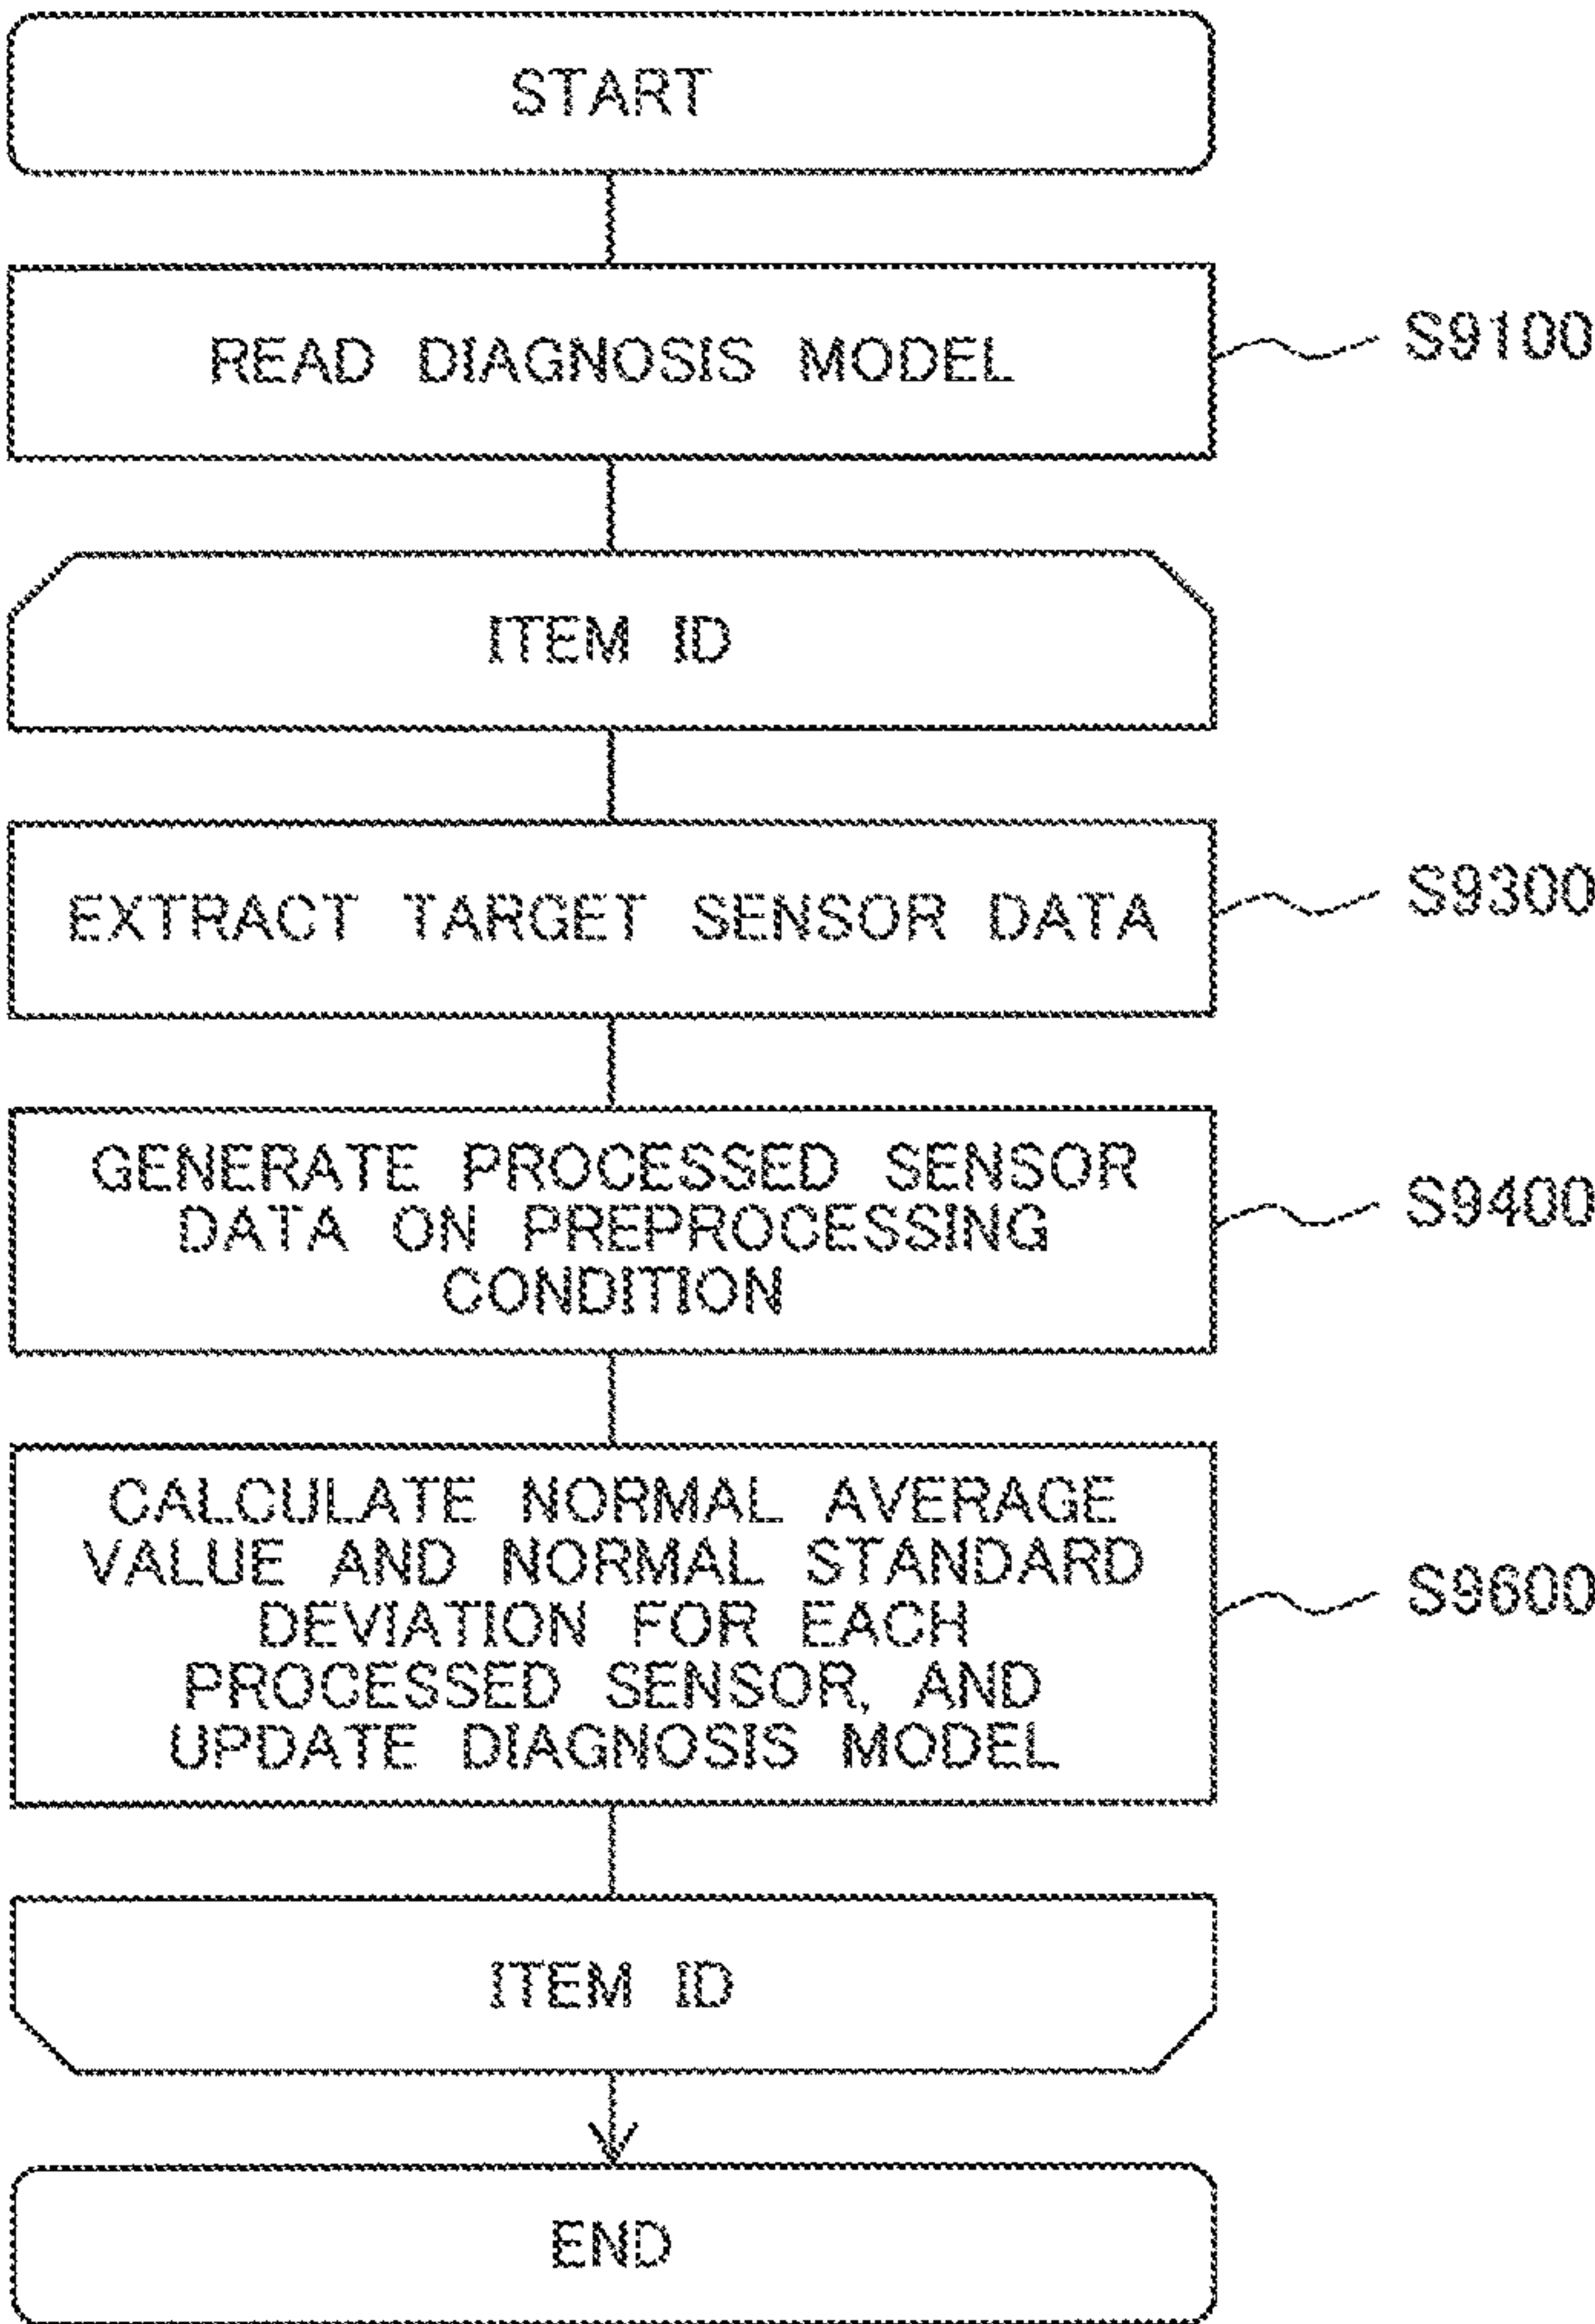 START
READ DIAGNOSIS MODEL
S9100
ITEM ID
EXTRACT TARGET SENSOR DATA
S9300
GENERATE PROCESSED SENSOR
DATA ON PREPROCESSING
CONDITION
S9400
CALCULATE NORMAL AVERAGE
VALUE AND NORMAL STANDARD
DEVIATION FOR EACH
PROCESSED SENSOR, AND
UPDATE DIAGNOSIS MODEL
S9600
ITEM ID
END